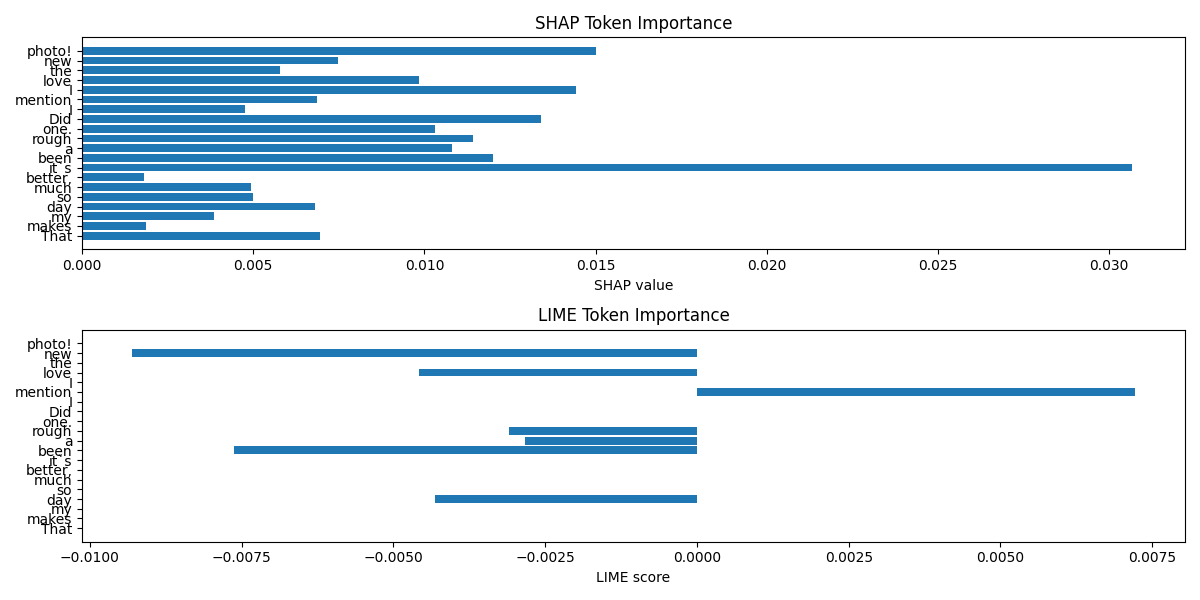 SHAP Token Importance
photo!
new
the
love
I
mention
I
Did
one.
rough
a
been
it`s
better,
much
so
day
my
makes
That
0.000 0.005 0.010 0.015 0.020 0.025 0.030
SHAP value
LIME Token Importance
photo!
new
the
love
I
mention
I
Did
one.
rough
a
been
it`s
better,
much
so
day
my
makes
That
−0.0100 −0.0075 −0.0050 −0.0025 0.0000 0.0025 0.0050 0.0075
LIME score